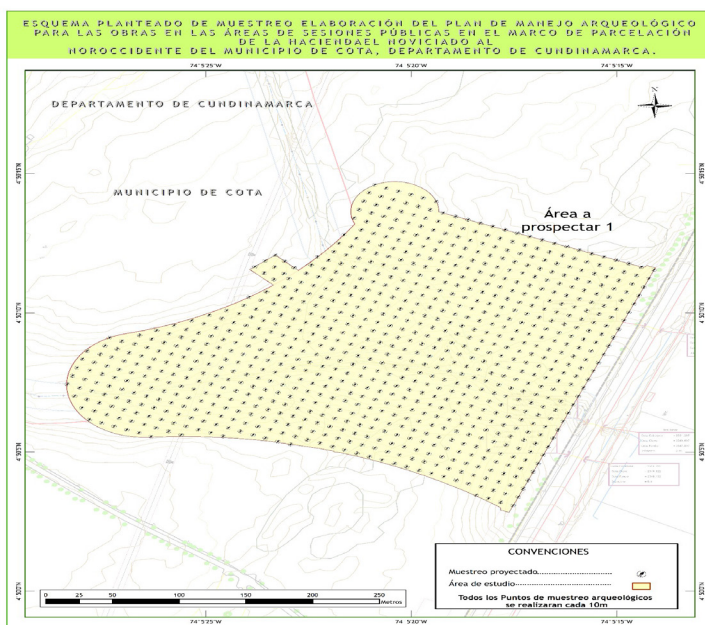 ESQUEMA PLANTEADO DE MUESTREO ELABORACIÓN DEL PLAN DE MANEJO ARQUEOLÓGICO
PARA LAS OBRAS EN LAS ÁREAS DE SESIONES PÚBLICAS EN EL MARCO DE PARCELACIÓN
DE LA HACIENDAEL NOVICIADO AL
NOROCCIDENTE DEL MUNICIPIO DE COTA, DEPARTAMENTO DE CUNDINAMARCA.
74°5'25"W 74°5'20"W 74°5'15"W
DEPARTAMENTO DE CUNDINAMARCA
N
MUNICIPIO DE COTA
Área a
prospectar 1
CONVENCIONES
Muestreo proyectado
Área de estudio
Todos los Puntos de muestreo arqueológicos
se realizaran cada 10m
0 25 50 100 150 200 250
Metros
74°5'25"W 74°5'20"W 74°5'15"W